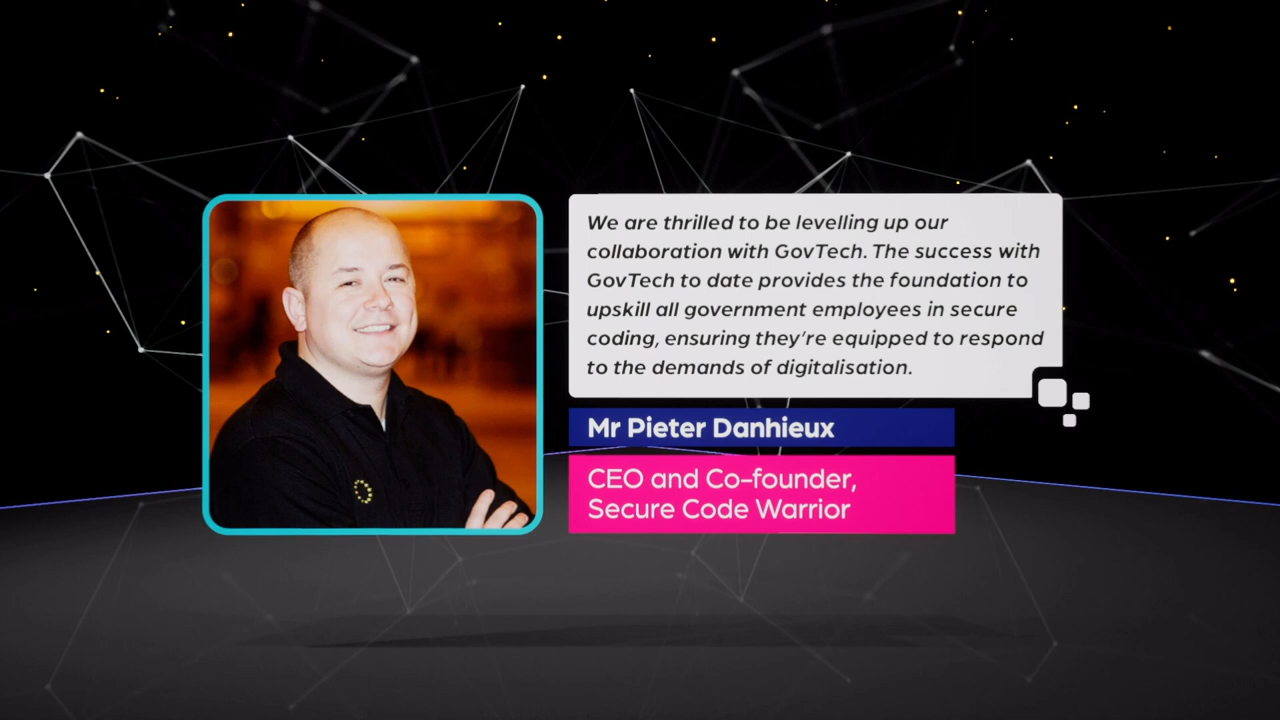 We are thrilled to be levelling up our
collaboration with GovTech. The success with
GovTech to date provides the foundation to
upskill all government employees in secure
coding, ensuring they're equipped to respond
to the demands of digitalisation.
Mr Pieter Danhieux
CEO and Co-founder,
Secure Code Warrior